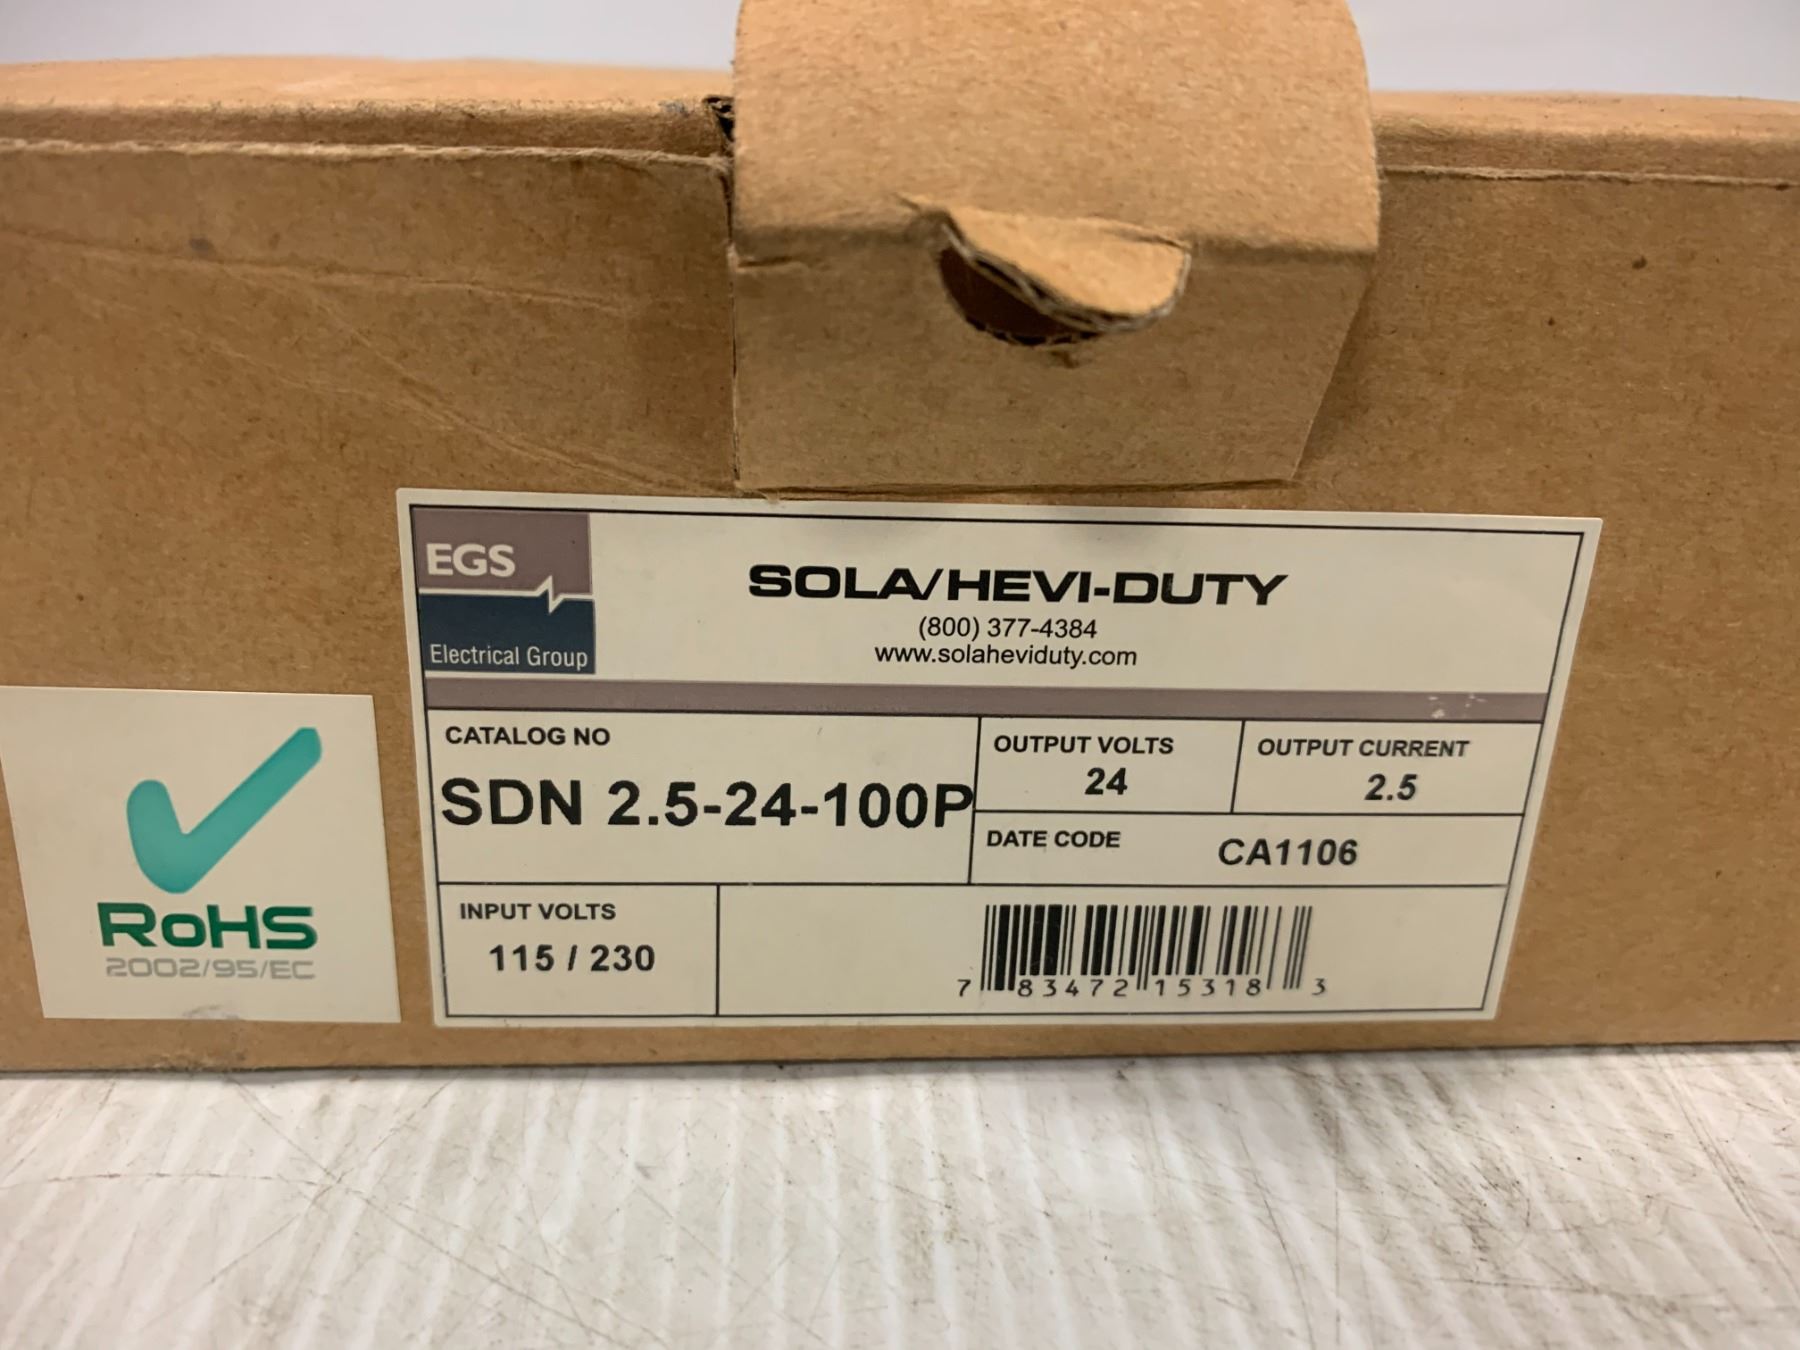 EGS
Electrical Group
SOLA/HEVI-DUTY
(800) 377-4384
www.solaheviduty.com
CATALOG NO
SDN 2.5-24-100P
OUTPUT VOLTS
24
OUTPUT CURRENT
2.5
DATE CODE CA1106
INPUT VOLTS
115 / 230
7 83472 15318 3
RoHS
2002/95/EC